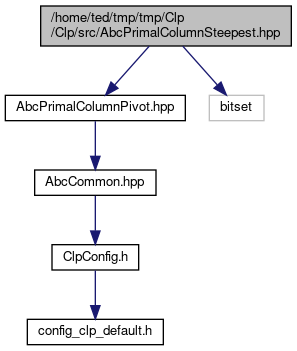 /home/ted/tmp/tmp/Clp
/Clp/src/AbcPrimalColumnSteepest.hpp
AbcPrimalColumnPivot.hpp
bitset
AbcCommon.hpp
ClpConfig.h
config_clp_default.h